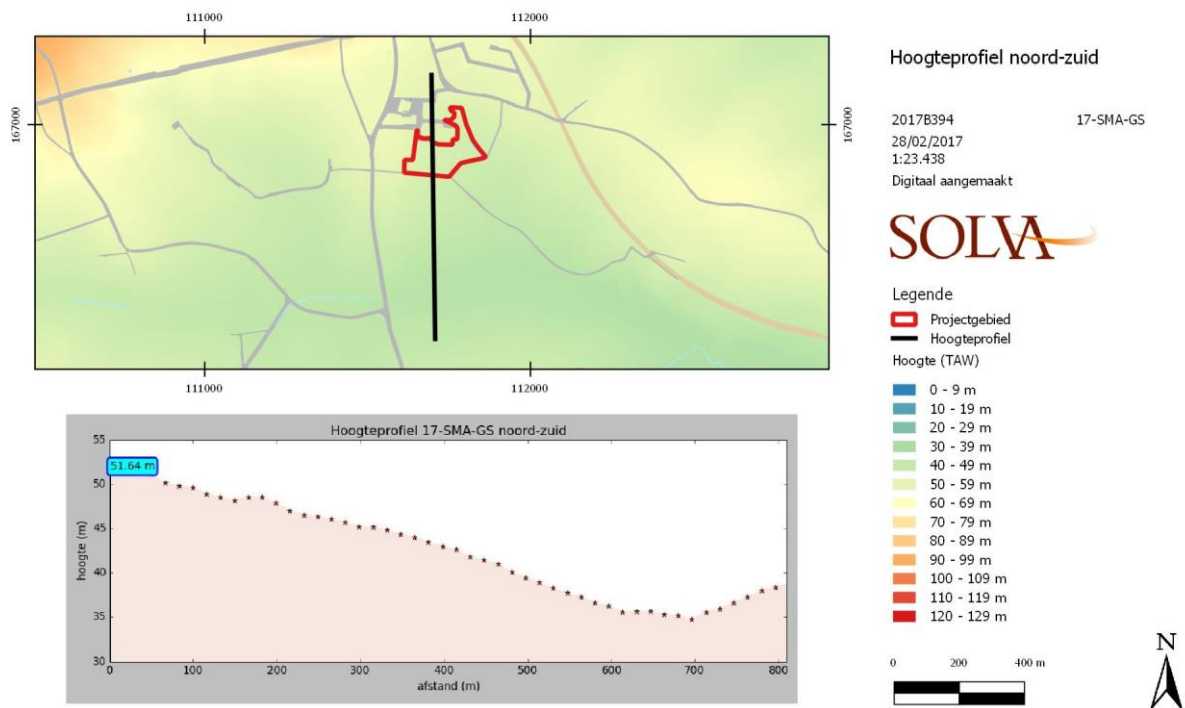 111000
112000
167000
167000
111000
112000
Hoogteprofiel noord-zuid
2017B394 17-SMA-GS
28/02/2017
1:23.438
Digitaal aangemaakt
SOLVA
Legende
Projectgebied
Hoogteprofiel
Hoogte (TAW)
0 - 9 m
10 - 19 m
20 - 29 m
30 - 39 m
40 - 49 m
50 - 59 m
60 - 69 m
70 - 79 m
80 - 89 m
90 - 99 m
100 - 109 m
110 - 119 m
120 - 129 m
0 200 400 m
N
Hoogteprofiel 17-SMA-GS noord-zuid
51.64 m
hoogte (m)
55
50
45
40
35
30
0 100 200 300 400 500 600 700 800
afstand (m)